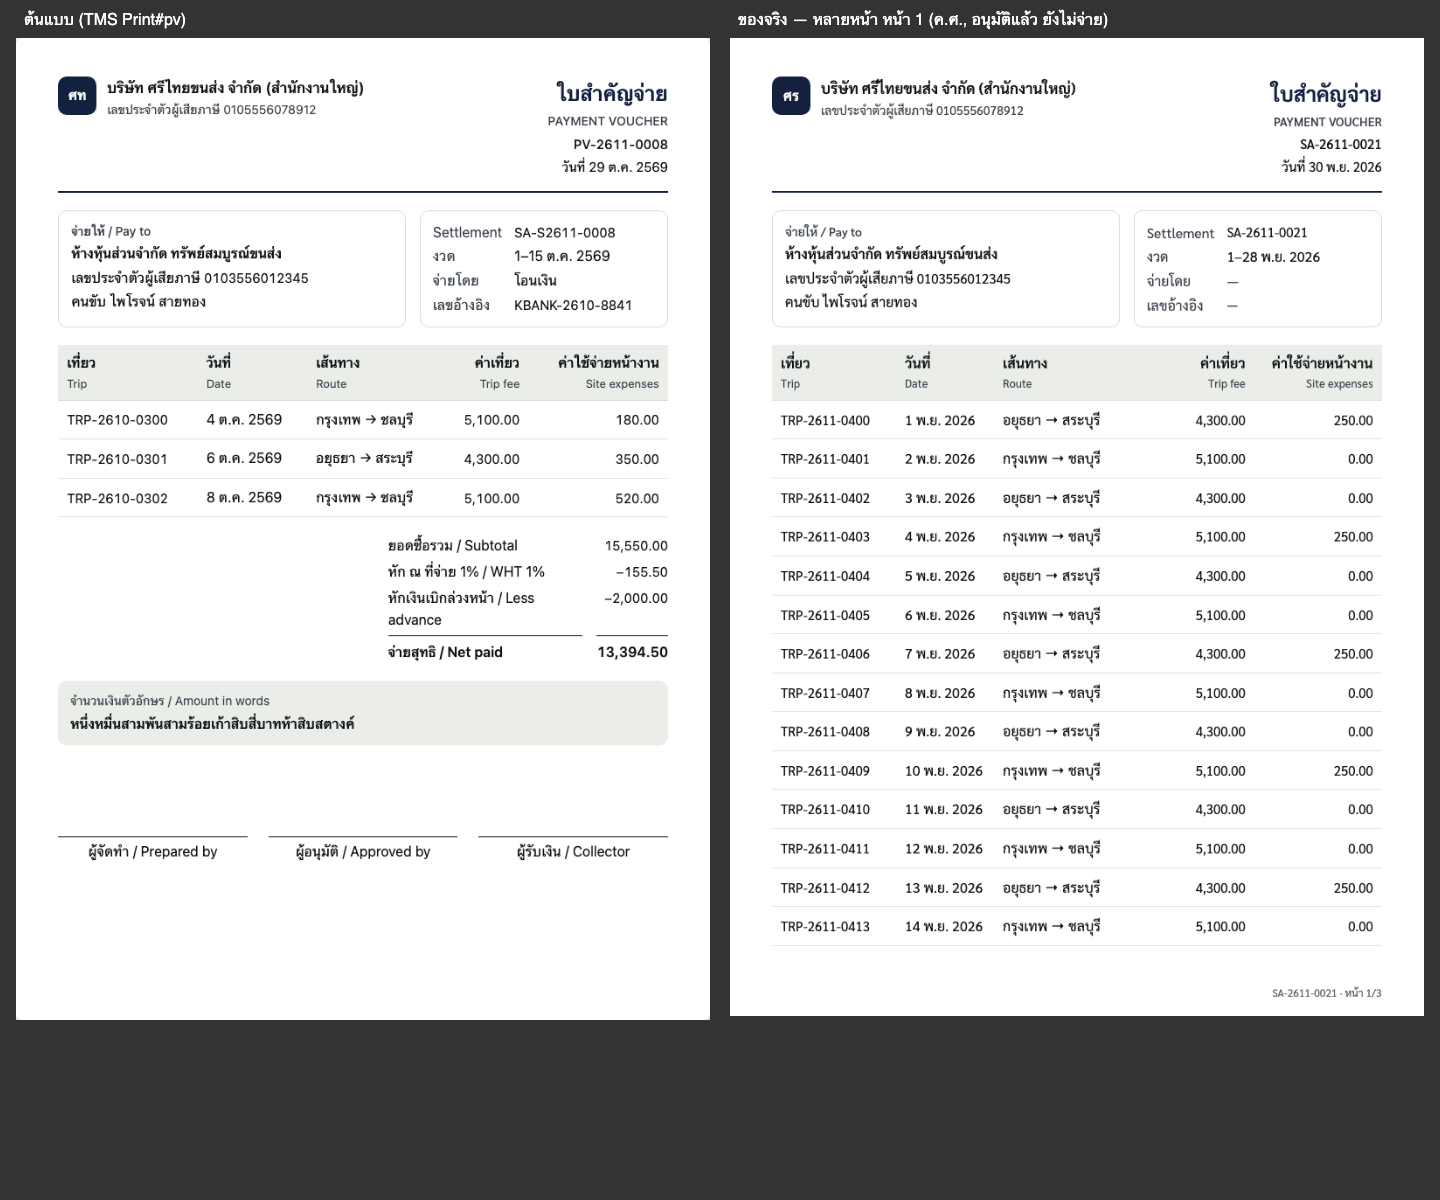 ต้นแบบ (TMS Print#pv)
ศท
บริษัท ศรีไทยขนส่ง จำกัด (สำนักงานใหญ่)
เลขประจำตัวผู้เสียภาษี 0105556078912
ใบสำคัญจ่าย
PAYMENT VOUCHER
PV-2611-0008
วันที่ 29 ต.ค. 2569
จ่ายให้ / Pay to
ห้างหุ้นส่วนจำกัด ทรัพย์สมบูรณ์ขนส่ง
เลขประจำตัวผู้เสียภาษี 0103556012345
คนขับ ไพโรจน์ สายทอง
Settlement SA-S2611-0008
งวด 1–15 ต.ค. 2569
จ่ายโดย โอนเงิน
เลขอ้างอิง KBANK-2610-8841
เที่ยว วันที่ เส้นทาง ค่าเที่ยว ค่าใช้จ่ายหน้างาน
Trip Date Route Trip fee Site expenses
TRP-2610-0300 4 ต.ค. 2569 กรุงเทพ → ชลบุรี 5,100.00 180.00
TRP-2610-0301 6 ต.ค. 2569 อยุธยา → สระบุรี 4,300.00 350.00
TRP-2610-0302 8 ต.ค. 2569 กรุงเทพ → ชลบุรี 5,100.00 520.00
ยอดซื้อรวม / Subtotal 15,550.00
หัก ณ ที่จ่าย 1% / WHT 1% −155.50
หักเงินเบิกล่วงหน้า / Less −2,000.00
advance
จ่ายสุทธิ / Net paid 13,394.50
จำนวนเงินตัวอักษร / Amount in words
หนึ่งหมื่นสามพันสามร้อยเก้าสิบสี่บาทห้าสิบสตางค์
ผู้จัดทำ / Prepared by ผู้อนุมัติ / Approved by ผู้รับเงิน / Collector
ของจริง — หลายหน้า หน้า 1 (ค.ศ., อนุมัติแล้ว ยังไม่จ่าย)
ศร
บริษัท ศรีไทยขนส่ง จำกัด (สำนักงานใหญ่)
เลขประจำตัวผู้เสียภาษี 0105556078912
ใบสำคัญจ่าย
PAYMENT VOUCHER
SA-2611-0021
วันที่ 30 พ.ย. 2026
จ่ายให้ / Pay to
ห้างหุ้นส่วนจำกัด ทรัพย์สมบูรณ์ขนส่ง
เลขประจำตัวผู้เสียภาษี 0103556012345
คนขับ ไพโรจน์ สายทอง
Settlement SA-2611-0021
งวด 1–28 พ.ย. 2026
จ่ายโดย —
เลขอ้างอิง —
เที่ยว วันที่ เส้นทาง ค่าเที่ยว ค่าใช้จ่ายหน้างาน
Trip Date Route Trip fee Site expenses
TRP-2611-0400 1 พ.ย. 2026 อยุธยา → สระบุรี 4,300.00 250.00
TRP-2611-0401 2 พ.ย. 2026 กรุงเทพ → ชลบุรี 5,100.00 0.00
TRP-2611-0402 3 พ.ย. 2026 อยุธยา → สระบุรี 4,300.00 0.00
TRP-2611-0403 4 พ.ย. 2026 กรุงเทพ → ชลบุรี 5,100.00 250.00
TRP-2611-0404 5 พ.ย. 2026 อยุธยา → สระบุรี 4,300.00 0.00
TRP-2611-0405 6 พ.ย. 2026 กรุงเทพ → ชลบุรี 5,100.00 0.00
TRP-2611-0406 7 พ.ย. 2026 อยุธยา → สระบุรี 4,300.00 250.00
TRP-2611-0407 8 พ.ย. 2026 กรุงเทพ → ชลบุรี 5,100.00 0.00
TRP-2611-0408 9 พ.ย. 2026 อยุธยา → สระบุรี 4,300.00 0.00
TRP-2611-0409 10 พ.ย. 2026 กรุงเทพ → ชลบุรี 5,100.00 250.00
TRP-2611-0410 11 พ.ย. 2026 อยุธยา → สระบุรี 4,300.00 0.00
TRP-2611-0411 12 พ.ย. 2026 กรุงเทพ → ชลบุรี 5,100.00 0.00
TRP-2611-0412 13 พ.ย. 2026 อยุธยา → สระบุรี 4,300.00 250.00
TRP-2611-0413 14 พ.ย. 2026 กรุงเทพ → ชลบุรี 5,100.00 0.00
SA-2611-0021 · หน้า 1/3